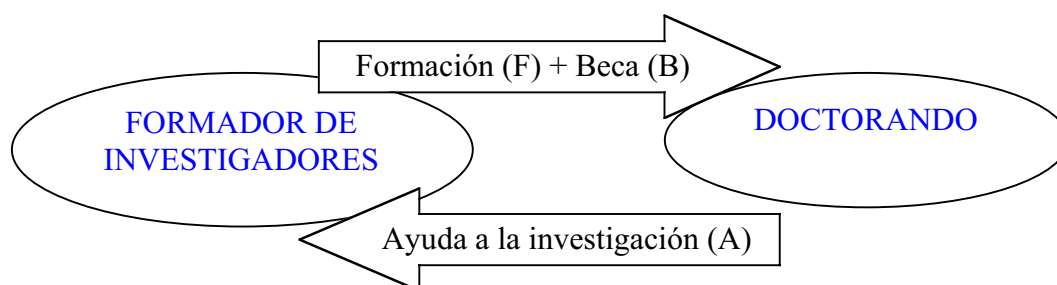 Formación (F) + Beca (B)
FORMADOR DE
INVESTIGADORES
DOCTORANDO
Ayuda a la investigación (A)